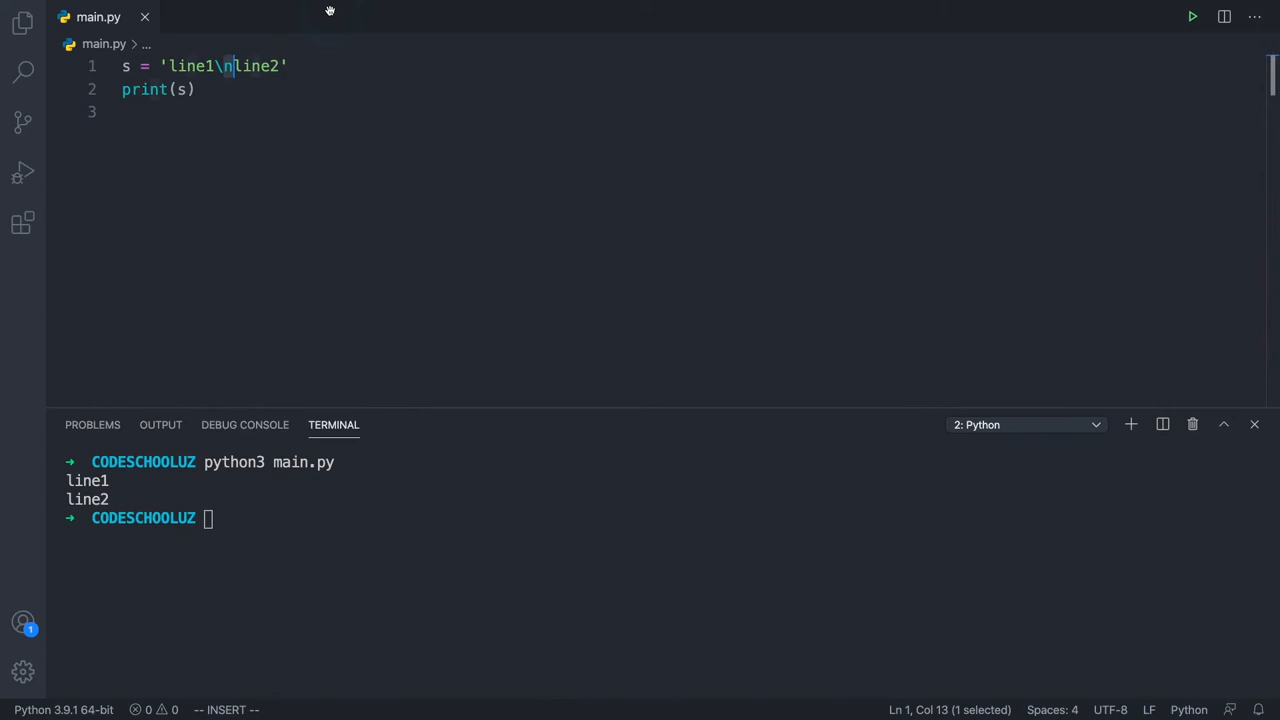 main.py
main.py > ...
1 s = 'line1\nline2'
2 print(s)
3
PROBLEMS OUTPUT DEBUG CONSOLE TERMINAL 2: Python
→ CODESCHOOLUZ python3 main.py
line1
line2
→ CODESCHOOLUZ
1
Python 3.9.1 64-bit 0 0 -- INSERT -- Ln 1, Col 13 (1 selected) Spaces: 4 UTF-8 LF Python